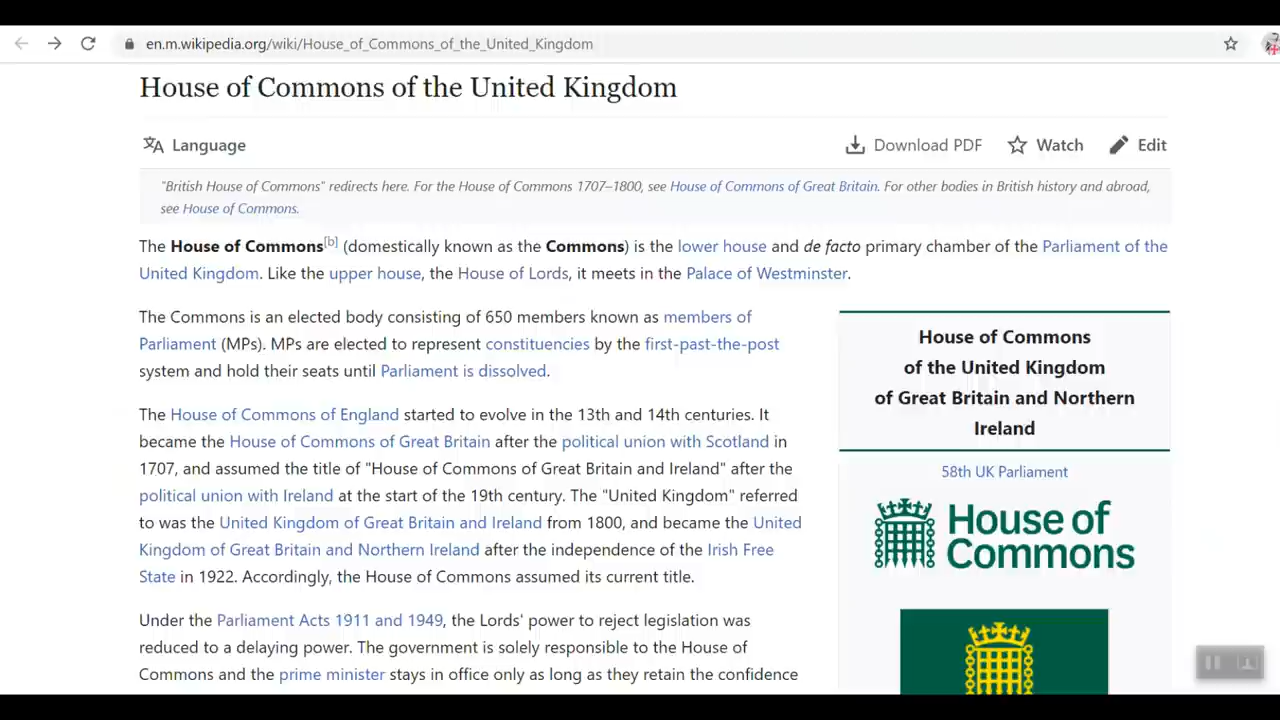 en.m.wikipedia.org/wiki/House_of_Commons_of_the_United_Kingdom
House of Commons of the United Kingdom
Language
Download PDF
Watch
Edit
"British House of Commons" redirects here. For the House of Commons 1707–1800, see House of Commons of Great Britain. For other bodies in British history and abroad,
see House of Commons.
The House of Commons[b] (domestically known as the Commons) is the lower house and de facto primary chamber of the Parliament of the
United Kingdom. Like the upper house, the House of Lords, it meets in the Palace of Westminster.
The Commons is an elected body consisting of 650 members known as members of
Parliament (MPs). MPs are elected to represent constituencies by the first-past-the-post
system and hold their seats until Parliament is dissolved.
The House of Commons of England started to evolve in the 13th and 14th centuries. It
became the House of Commons of Great Britain after the political union with Scotland in
1707, and assumed the title of "House of Commons of Great Britain and Ireland" after the
political union with Ireland at the start of the 19th century. The "United Kingdom" referred
to was the United Kingdom of Great Britain and Ireland from 1800, and became the United
Kingdom of Great Britain and Northern Ireland after the independence of the Irish Free
State in 1922. Accordingly, the House of Commons assumed its current title.
Under the Parliament Acts 1911 and 1949, the Lords' power to reject legislation was
reduced to a delaying power. The government is solely responsible to the House of
Commons and the prime minister stays in office only as long as they retain the confidence
House of Commons
of the United Kingdom
of Great Britain and Northern
Ireland
58th UK Parliament
House of
Commons